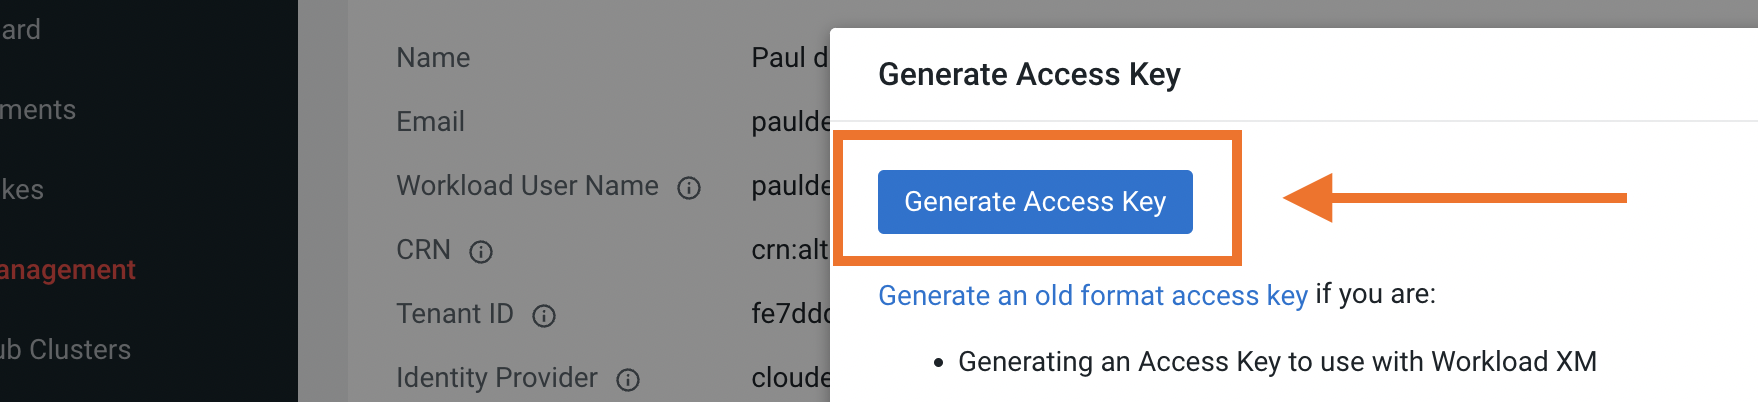 ard
ments
kes
anagement
ub Clusters
Name
Paul d
Email
paulde
Workload User Name
paulde
CRN
crn:alt
Tenant ID
fe7ddc
Identity Provider
cloude
Generate Access Key
Generate Access Key
Generate an old format access key if you are:
• Generating an Access Key to use with Workload XM